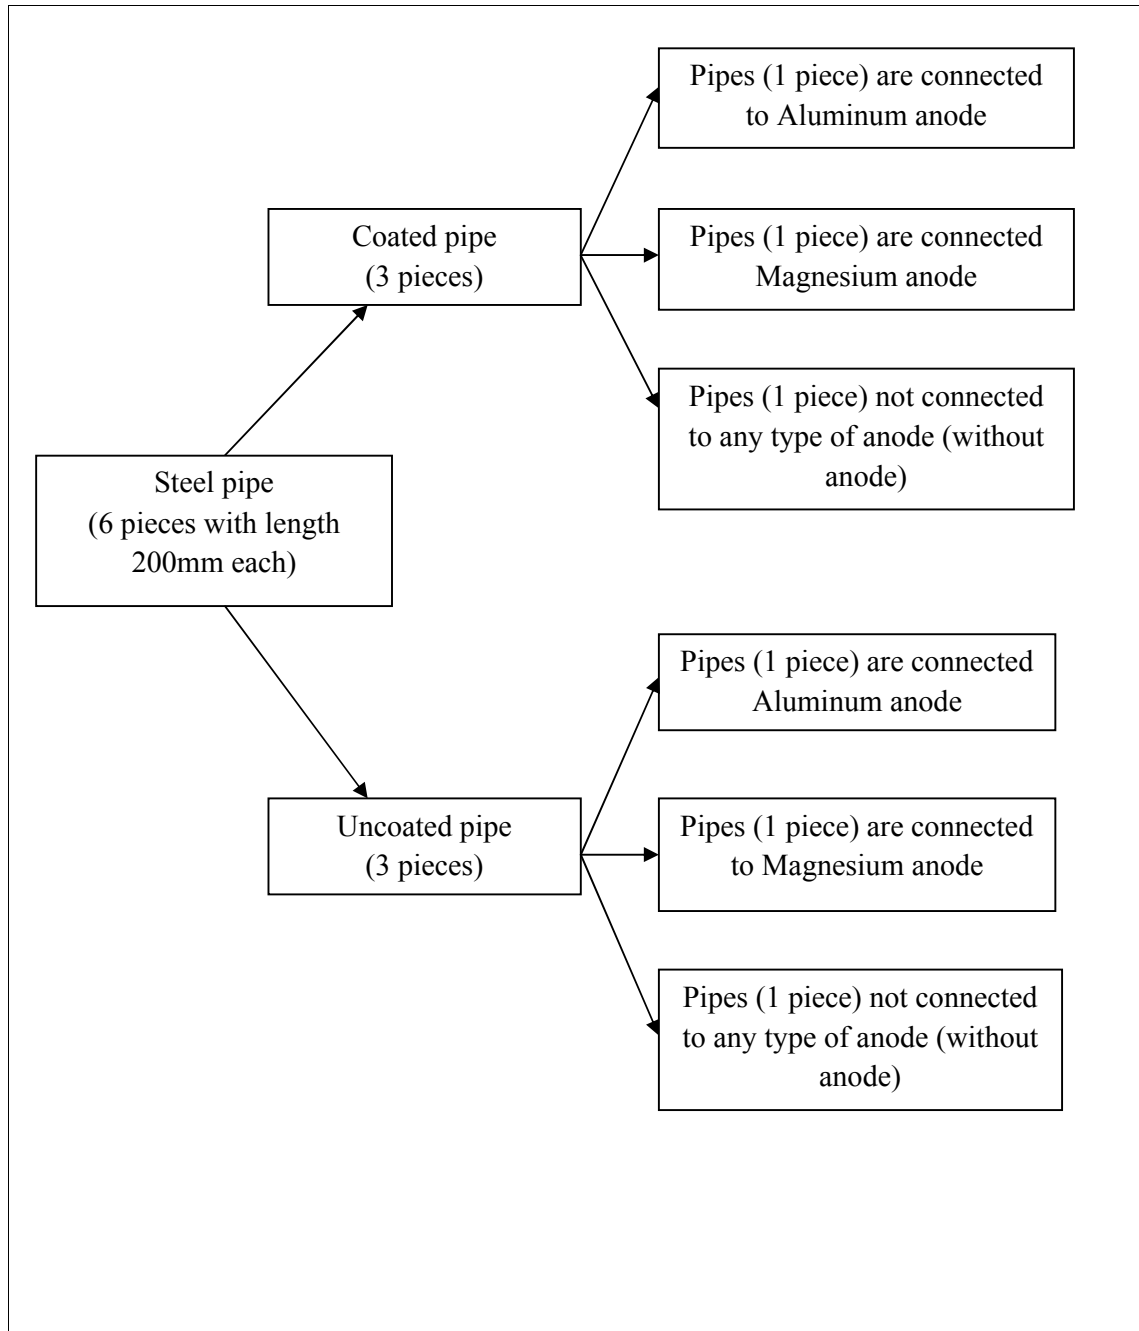 Pipes (1 piece) are connected
to Aluminum anode
Coated pipe
(3 pieces)
Pipes (1 piece) are connected
Magnesium anode
Pipes (1 piece) not connected
to any type of anode (without
anode)
Steel pipe
(6 pieces with length
200mm each)
Pipes (1 piece) are connected
Aluminum anode
Uncoated pipe
(3 pieces)
Pipes (1 piece) are connected
to Magnesium anode
Pipes (1 piece) not connected
to any type of anode (without
anode)